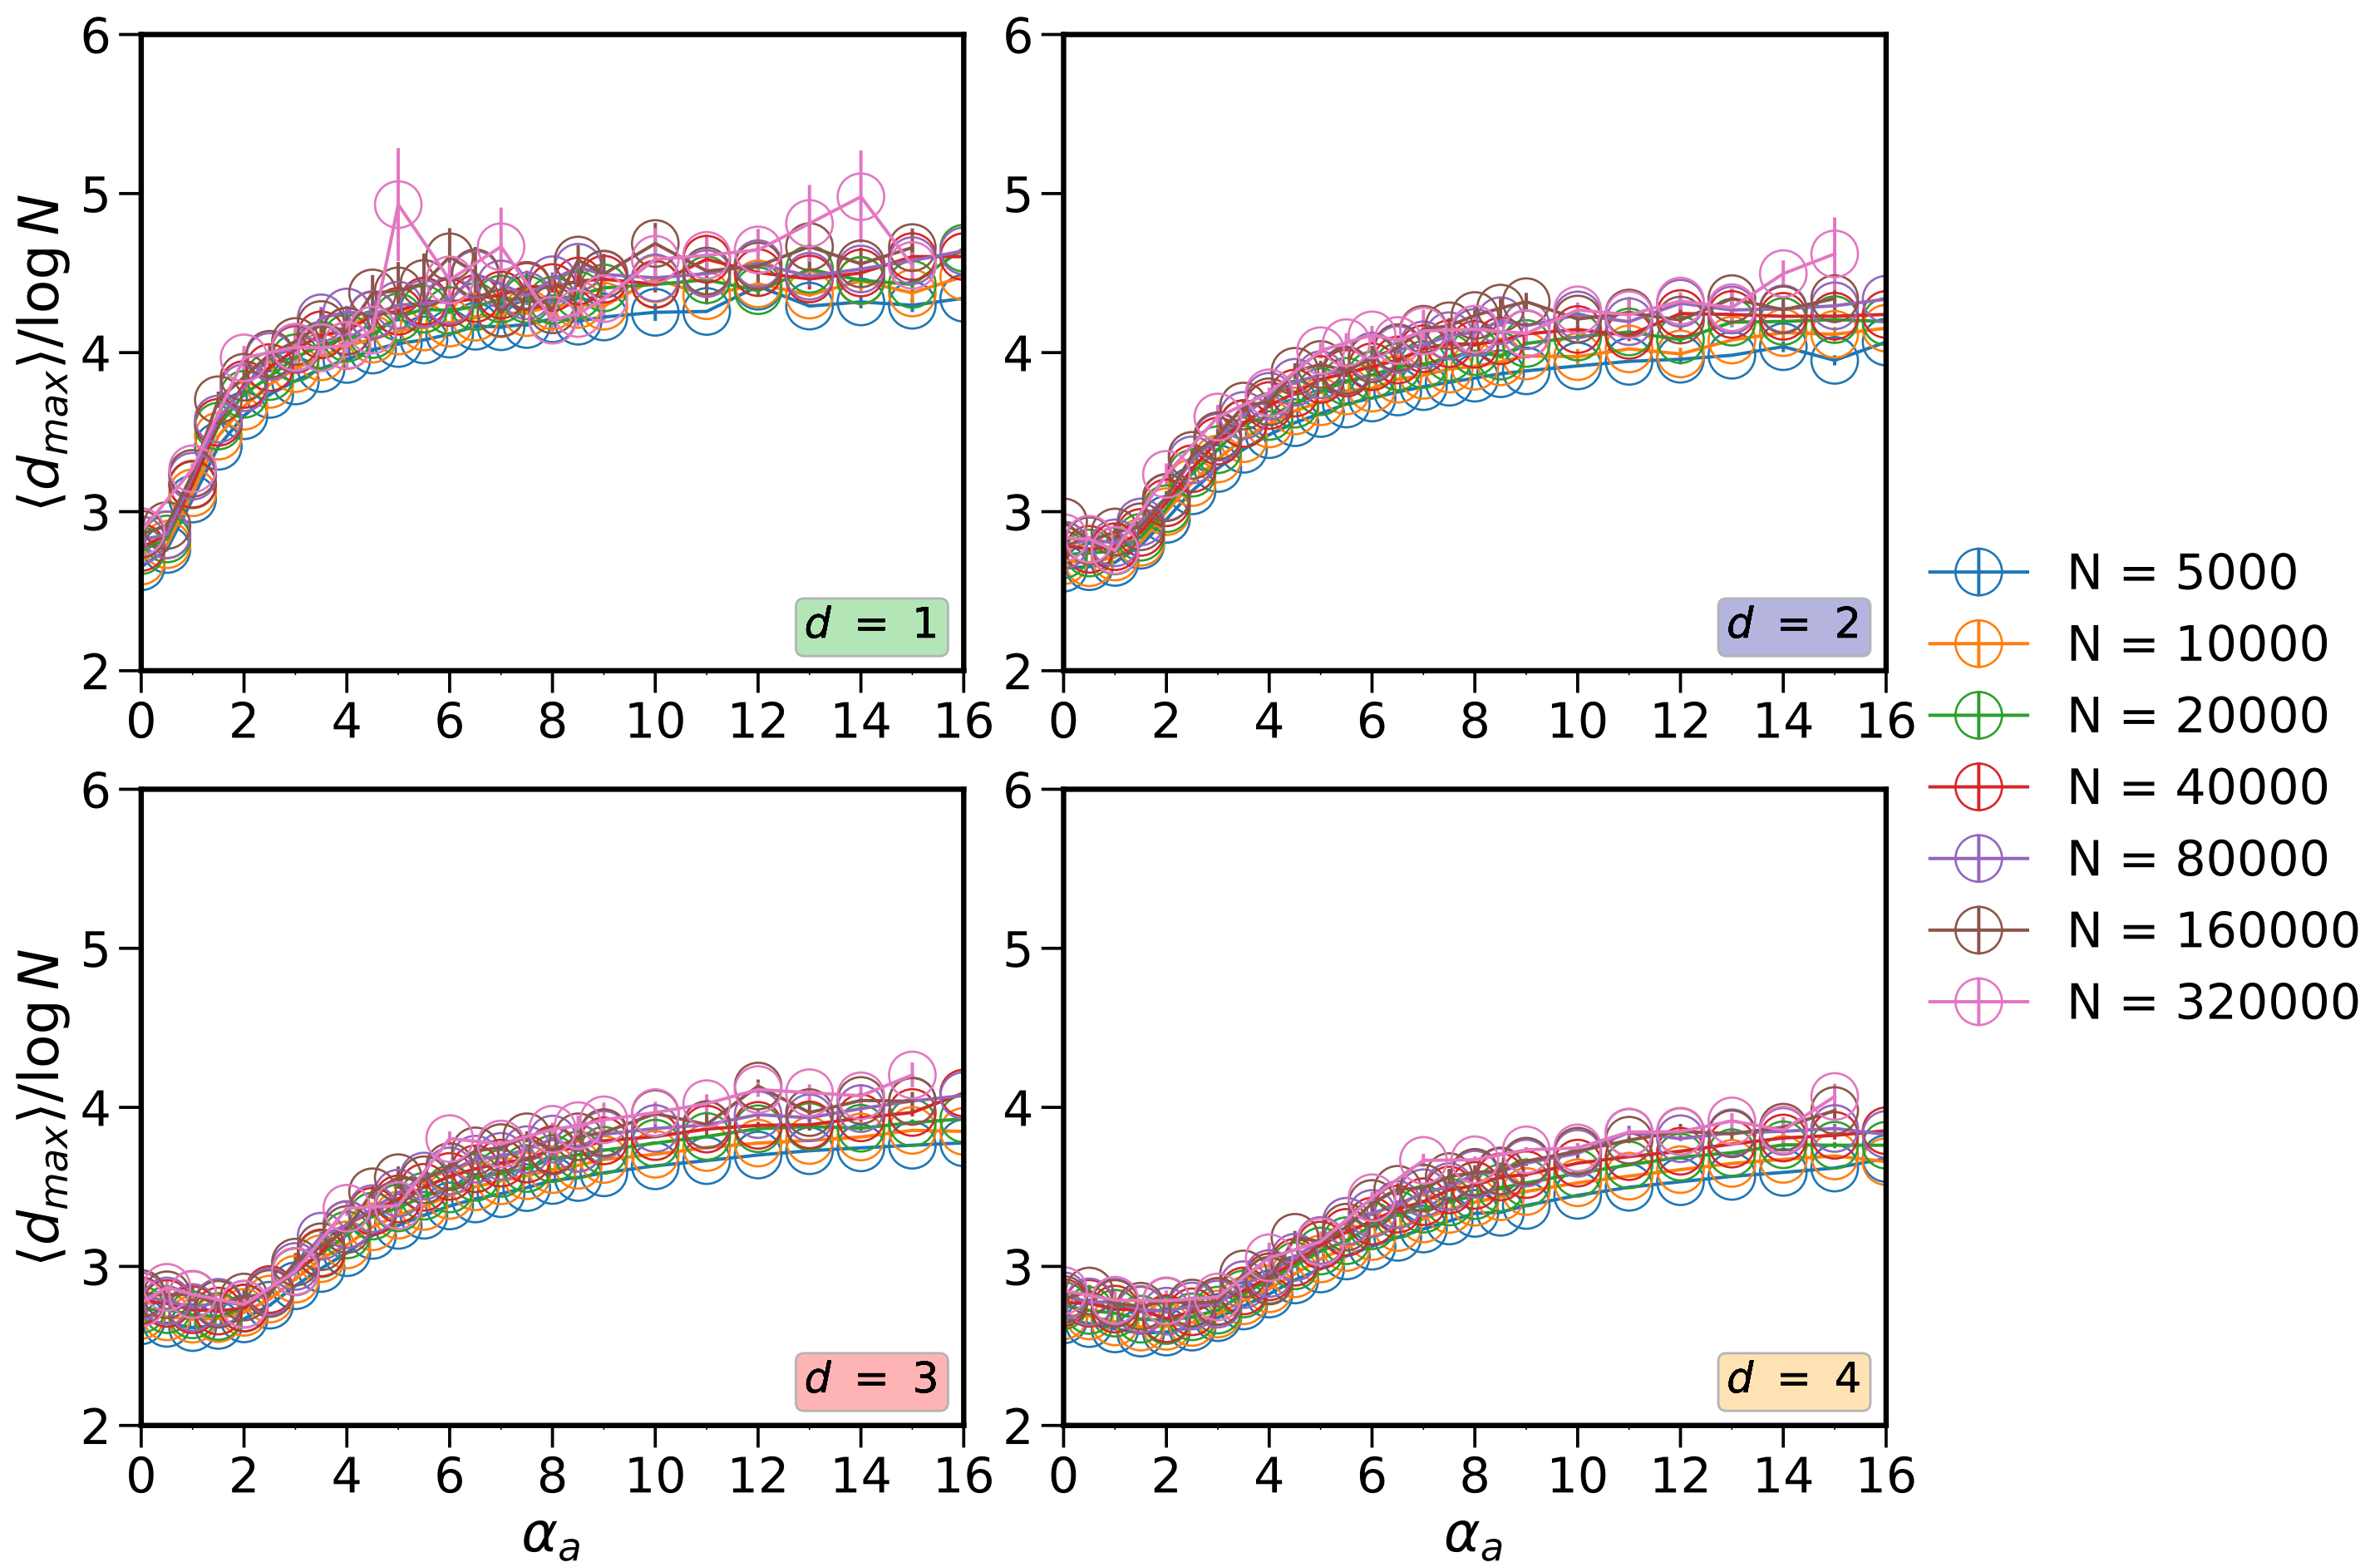 6
5
4
3
2
⟨d_max⟩/log N
0 2 4 6 8 10 12 14 16
d = 1
6
5
4
3
2
0 2 4 6 8 10 12 14 16
d = 2
6
5
4
3
2
⟨d_max⟩/log N
0 2 4 6 8 10 12 14 16
α_a
d = 3
6
5
4
3
2
0 2 4 6 8 10 12 14 16
α_a
d = 4
N = 5000
N = 10000
N = 20000
N = 40000
N = 80000
N = 160000
N = 320000